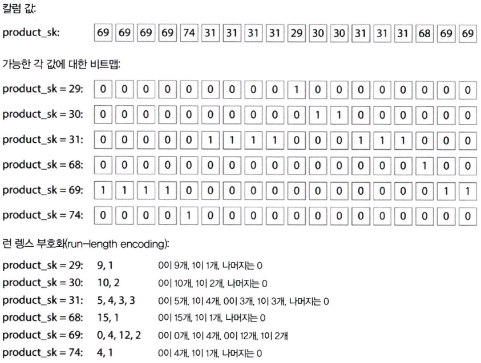 칼럼 값:
product_sk: 69 69 69 69 74 31 31 31 31 29 30 30 31 31 31 68 69 69
가능한 각 값에 대한 비트맵:
product_sk = 29: 0 0 0 0 0 0 0 0 0 1 0 0 0 0 0 0 0 0
product_sk = 30: 0 0 0 0 0 0 0 0 0 0 1 1 0 0 0 0 0 0
product_sk = 31: 0 0 0 0 0 1 1 1 1 0 0 0 1 1 1 0 0 0
product_sk = 68: 0 0 0 0 0 0 0 0 0 0 0 0 0 0 0 1 0 0
product_sk = 69: 1 1 1 1 0 0 0 0 0 0 0 0 0 0 0 0 1 1
product_sk = 74: 0 0 0 0 1 0 0 0 0 0 0 0 0 0 0 0 0 0
런 렝스 부호화(run-length encoding):
product_sk = 29: 9, 1 0이 9개, 1이 1개, 나머지는 0
product_sk = 30: 10, 2 0이 10개, 1이 2개, 나머지는 0
product_sk = 31: 5, 4, 3, 3 0이 5개, 1이 4개, 0이 3개, 1이 3개, 나머지는 0
product_sk = 68: 15, 1 0이 15개, 1이 1개, 나머지는 0
product_sk = 69: 0, 4, 12, 2 0이 0개, 1이 4개, 0이 12개, 1이 2개
product_sk = 74: 4, 1 0이 4개, 1이 1개, 나머지는 0